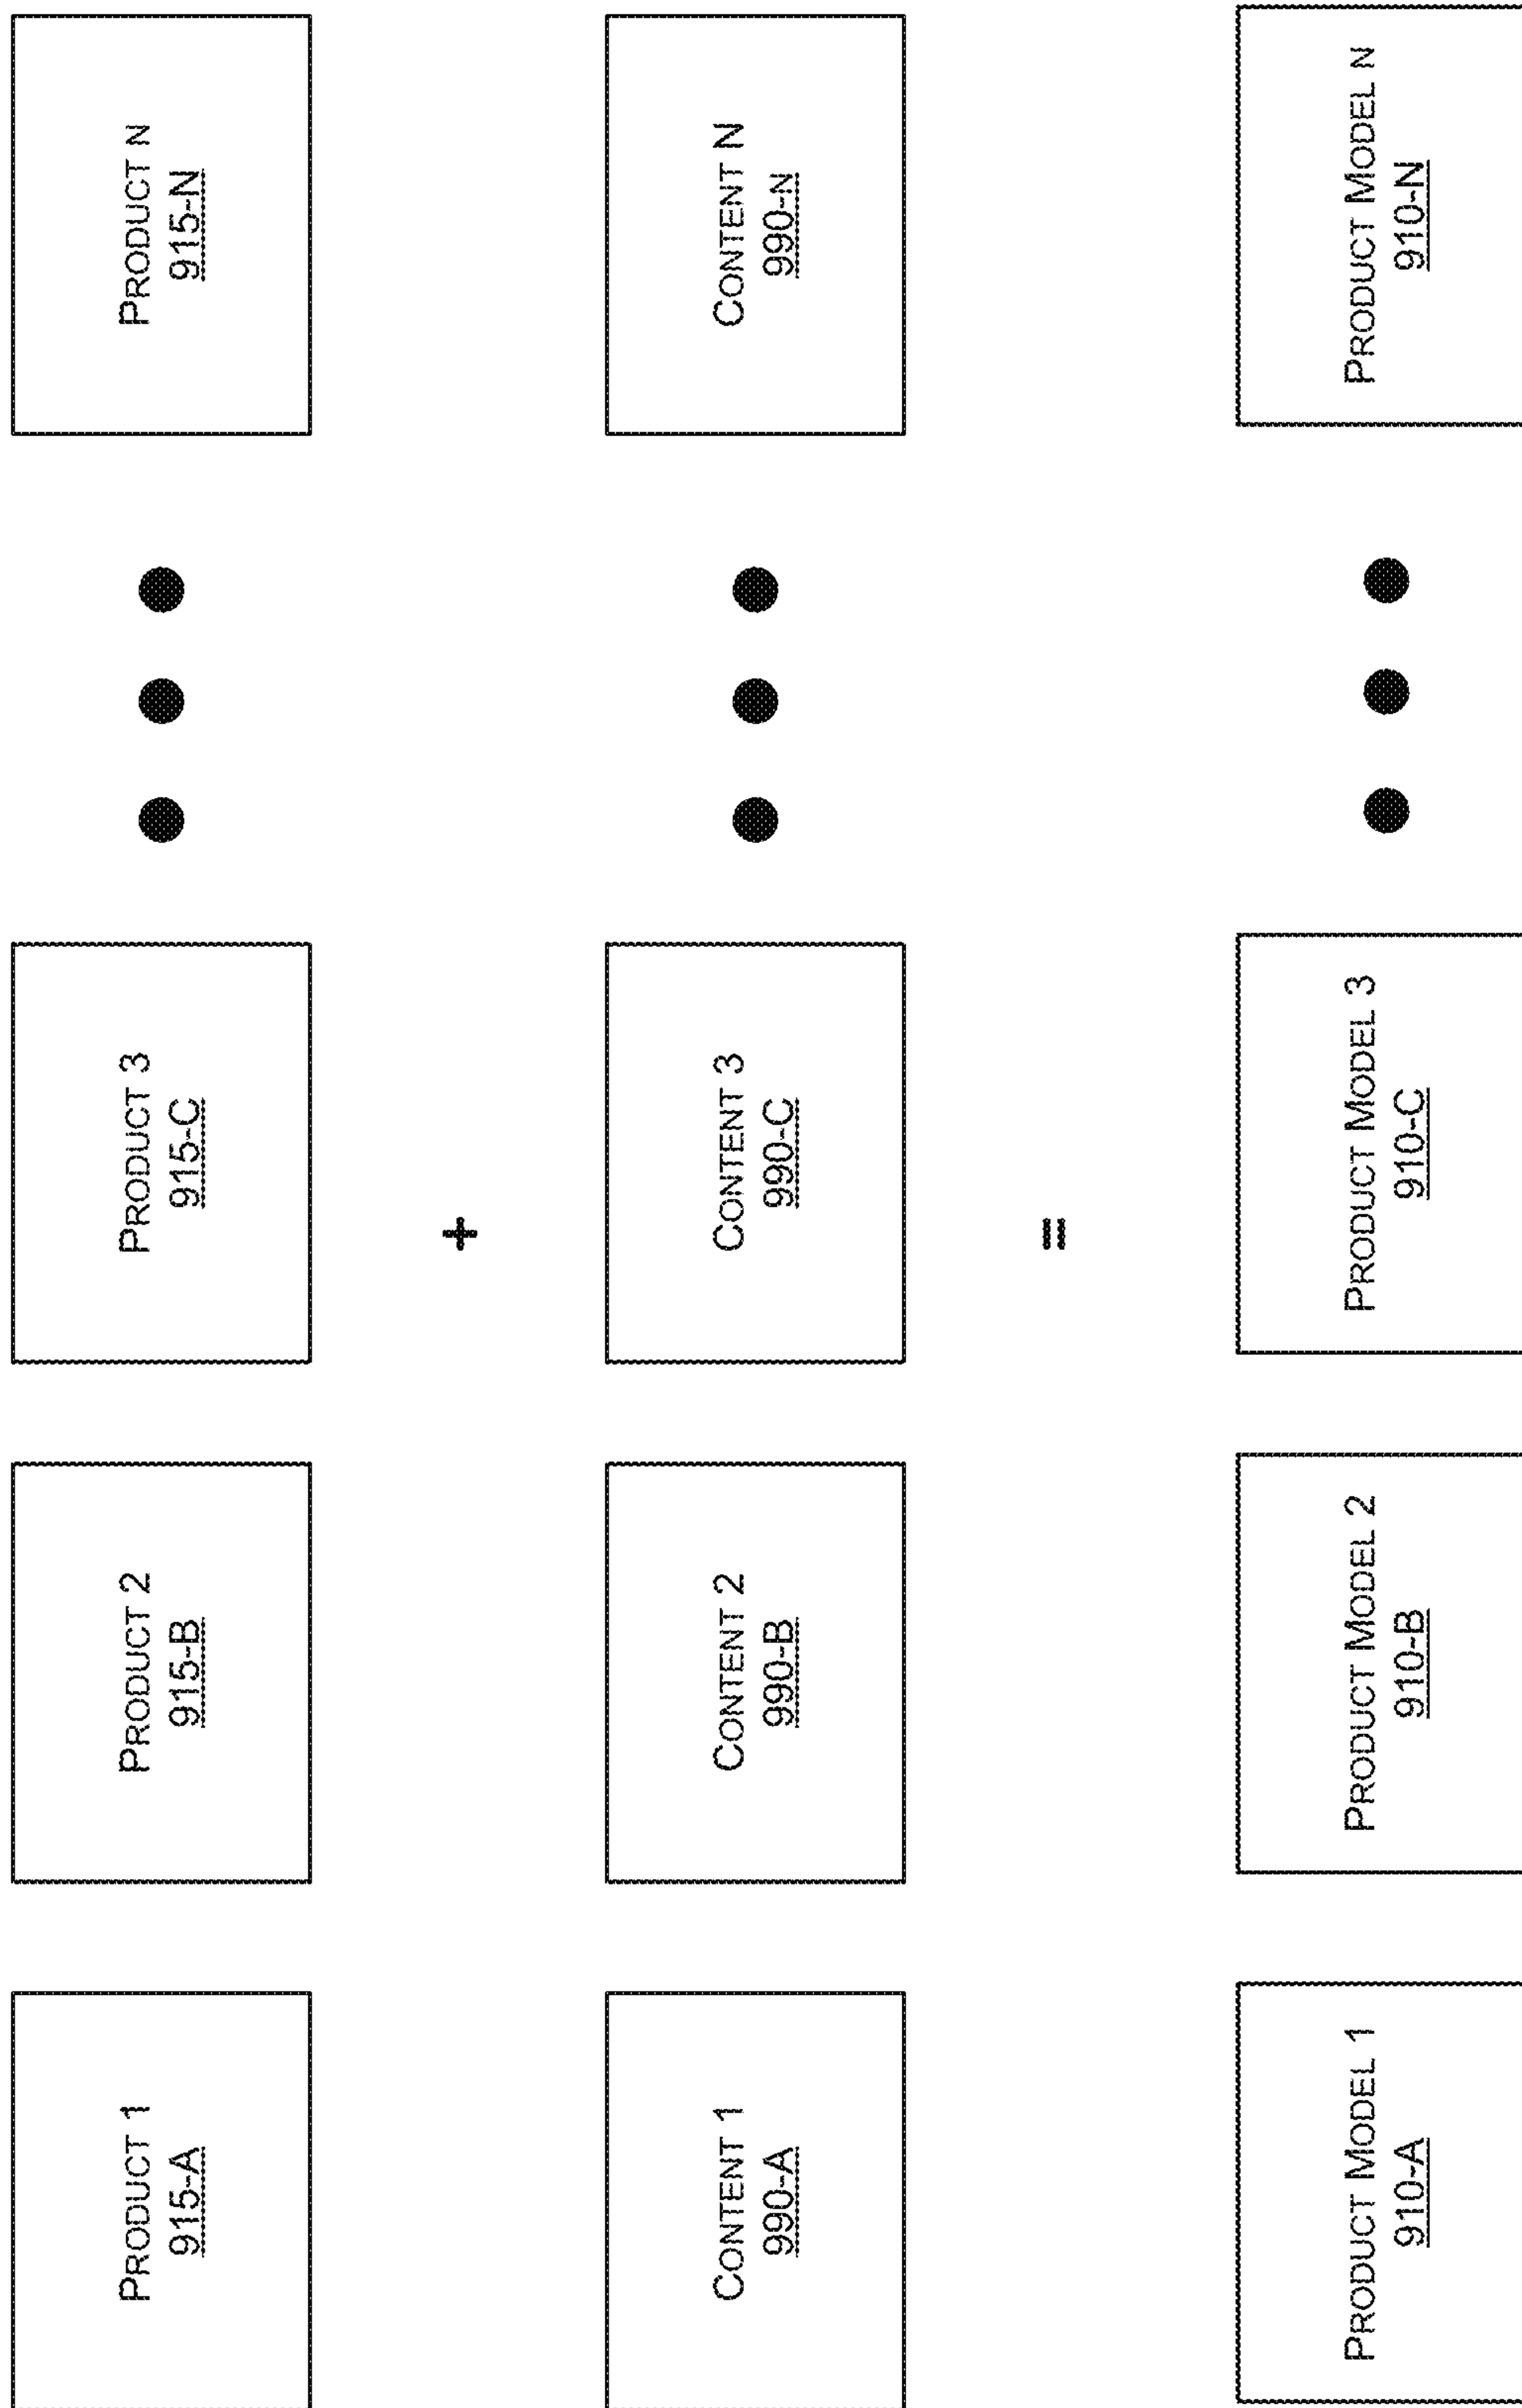 PRODUCT 1
915-A
PRODUCT 2
915-B
PRODUCT 3
915-C
PRODUCT N
915-N
+
CONTENT 1
990-A
CONTENT 2
990-B
CONTENT 3
990-C
CONTENT N
990-N
=
PRODUCT MODEL 1
910-A
PRODUCT MODEL 2
910-B
PRODUCT MODEL 3
910-C
PRODUCT MODEL N
910-N